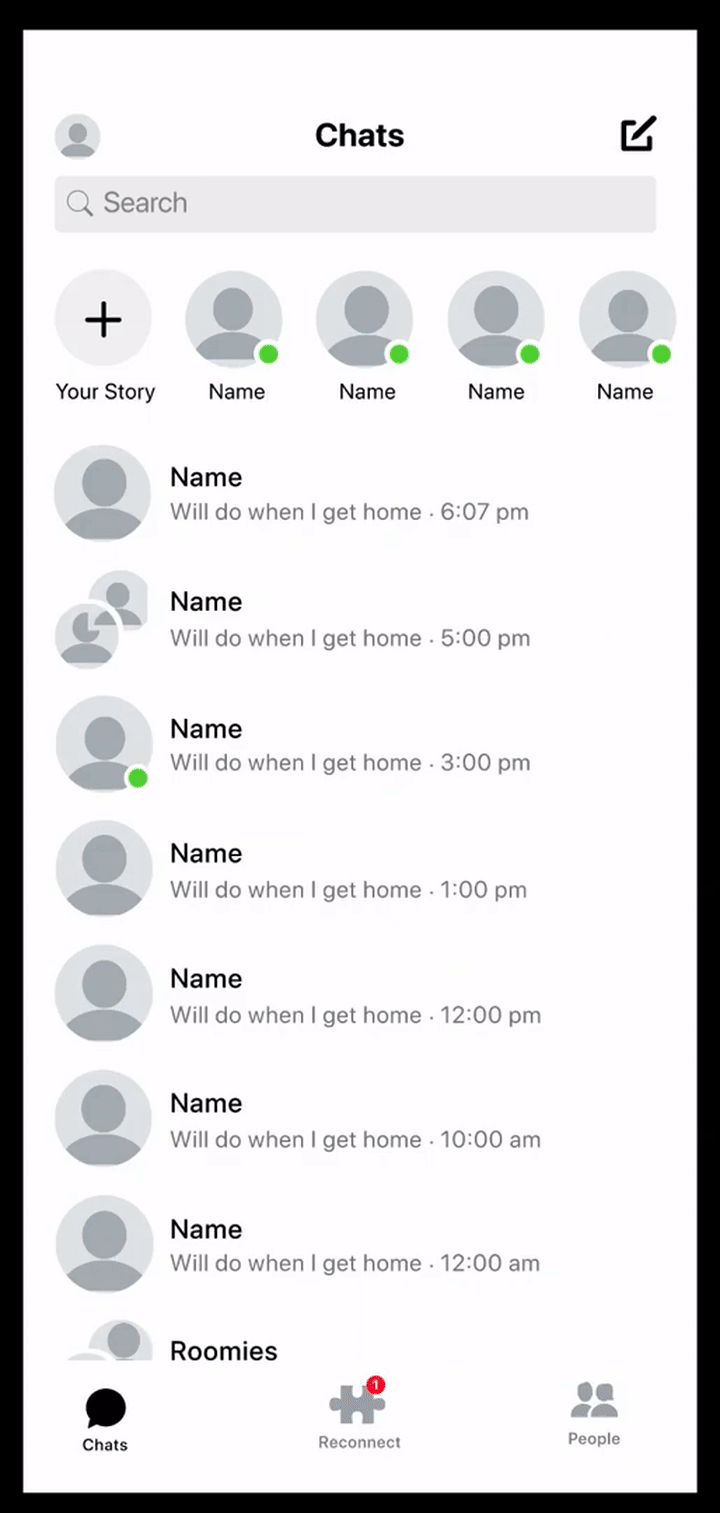 Chats
Search
Your Story
Name
Name
Name
Name
Name
Will do when I get home · 6:07 pm
Name
Will do when I get home · 5:00 pm
Name
Will do when I get home · 3:00 pm
Name
Will do when I get home · 1:00 pm
Name
Will do when I get home · 12:00 pm
Name
Will do when I get home · 10:00 am
Name
Will do when I get home · 12:00 am
Roomies
1
Chats
Reconnect
People